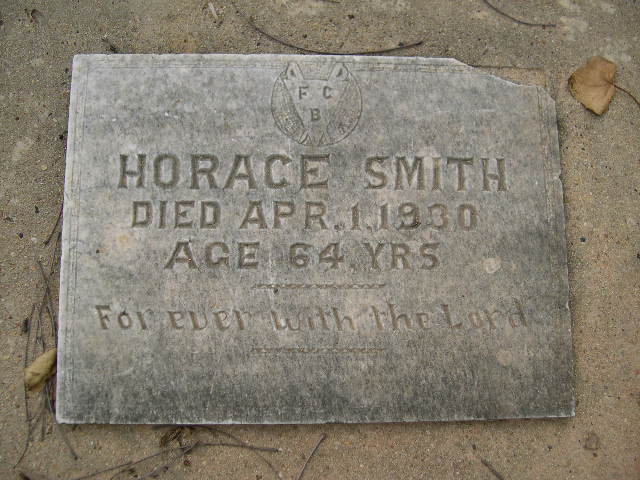 F C
B
HORACE SMITH
DIED APR. 1, 1930
AGE 64 YRS
For ever with the Lord